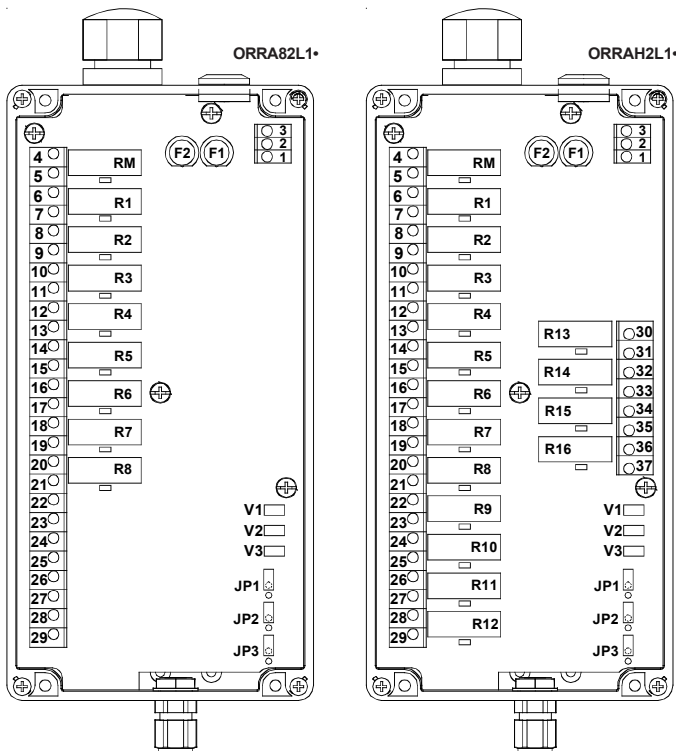 ORRA82L1•
F2 F1
3
2
1
4
5
6
7
8
9
10
11
12
13
14
15
16
17
18
19
20
21
22
23
24
25
26
27
28
29
RM
R1
R2
R3
R4
R5
R6
R7
R8
V1
V2
V3
JP1
JP2
JP3
ORRAH2L1•
F2 F1
3
2
1
4
5
6
7
8
9
10
11
12
13
14
15
16
17
18
19
20
21
22
23
24
25
26
27
28
29
RM
R1
R2
R3
R4
R5
R6
R7
R8
R9
R10
R11
R12
R13
R14
R15
R16
30
31
32
33
34
35
36
37
V1
V2
V3
JP1
JP2
JP3